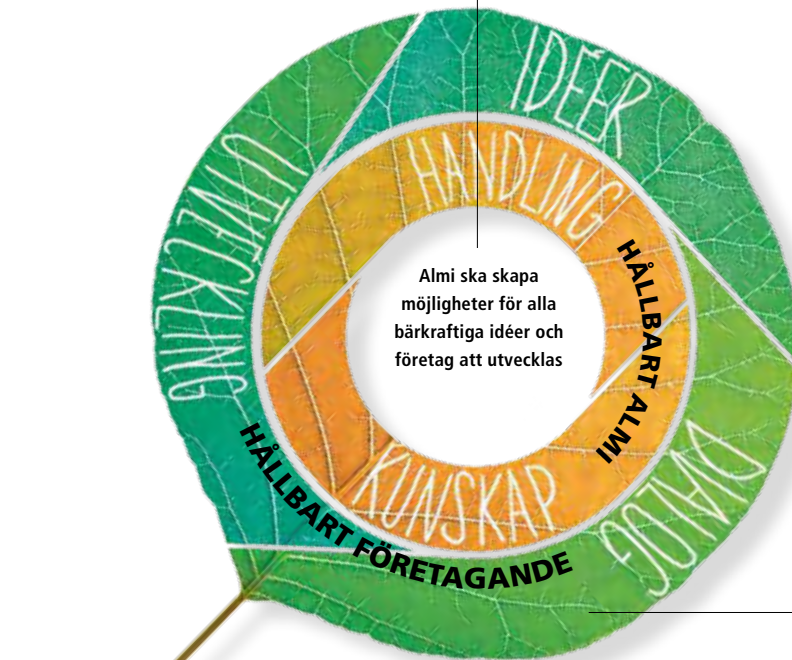 IDÉER
UTVECKLING
HANDLING
HÅLLBART ALMI
Almi ska skapa
möjligheter för alla
bärkraftiga idéer och
företag att utvecklas
KUNSKAP
DIALOG
HÅLLBART FÖRETAGANDE